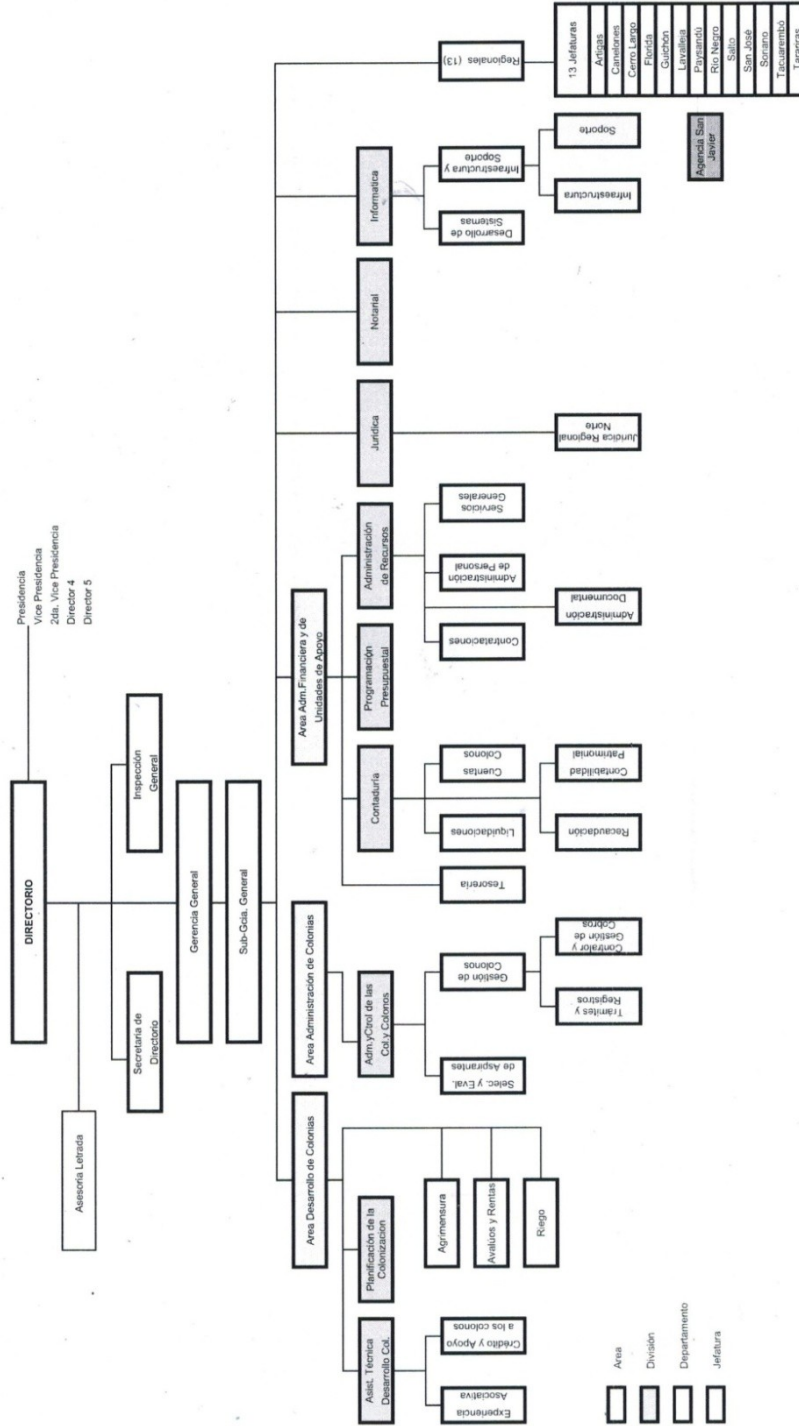 Presidencia
Vice Presidencia
2da. Vice Presidencia
Director 4
Director 5
DIRECTORIO
Asesoría Letrada
Secretaria de
Directorio
Inspección
General
Gerencia General
Sub-Gcia. General
Area Desarrollo de Colonias
Area Administración de Colonias
Area Adm.Financiera y de
Unidades de Apoyo
Asist. Técnica
Desarrollo Col.
Planificación de la
Colonizacion
Adm.yCtrol de las
Col.y Colonos
Contaduría
Programación
Presupuestal
Administración
de Recursos
Jurídica
Notarial
Informatica
Experiencia
Asociativa
Crédito y Apoyo
a los colonos
Agrimensura
Avalúos y Rentas
Riego
Selec. y Eval.
de Aspirantes
Gestión de
Colonos
Tesorería
Liquidaciones
Cuentas
Colonos
Contrataciones
Administración
de Personal
Servicios
Generales
Desarrollo de
Sistemas
Infraestructura y
Soporte
Regionales (13)
Trámites y
Registros
Contralor y
Gestión de
Cobros
Recaudación
Contabilidad
Patrimonial
Administración
Documental
Jurídica Regional
Norte
Infraestructura
Soporte
13 Jefaturas
Artigas
Canelones
Cerro Largo
Florida
Guichón
Lavalleja
Paysandú
Río Negro
Salto
San José
Soriano
Tacuarembó
Tarariras
Agencia San
Javier
Area
División
Departamento
Jefatura